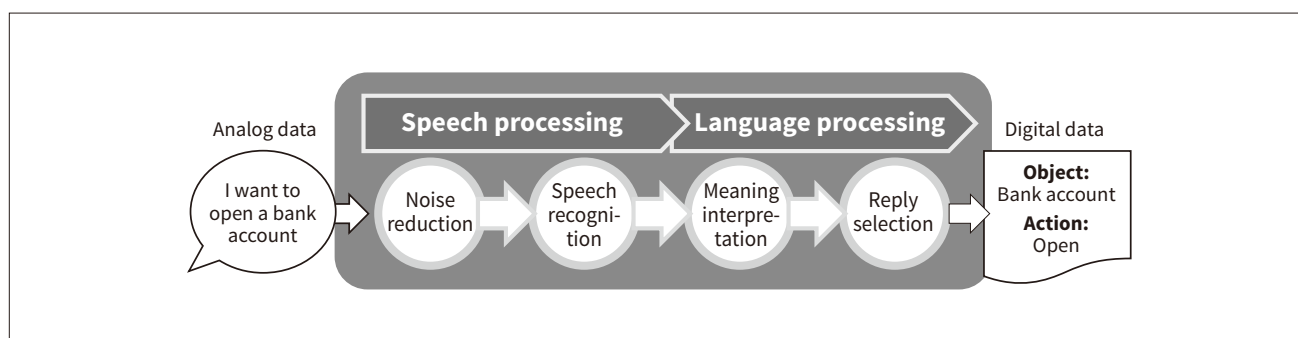 Speech processing
Language processing
Analog data
I want to
open a bank
account
Noise
reduction
Speech
recogni-
tion
Meaning
interpre-
tation
Reply
selection
Digital data
Object:
Bank account
Action:
Open